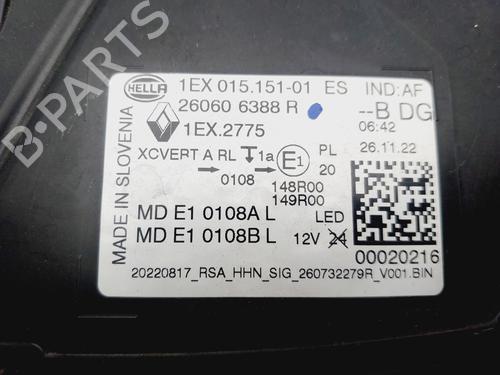 HELLA 1EX 015.151-01 ES IND:AF
26060 6388 R --B DG
1EX.2775 06:42
XCVERT A RL 1a E1 PL 26.11.22
0108 20
148R00
149R00
MADE IN SLOVENIA
MD E1 0108A L LED
MD E1 0108B L 12V 24
00020216
20220817_RSA_HHN_SIG_260732279R_V001.BIN
B-PARTS